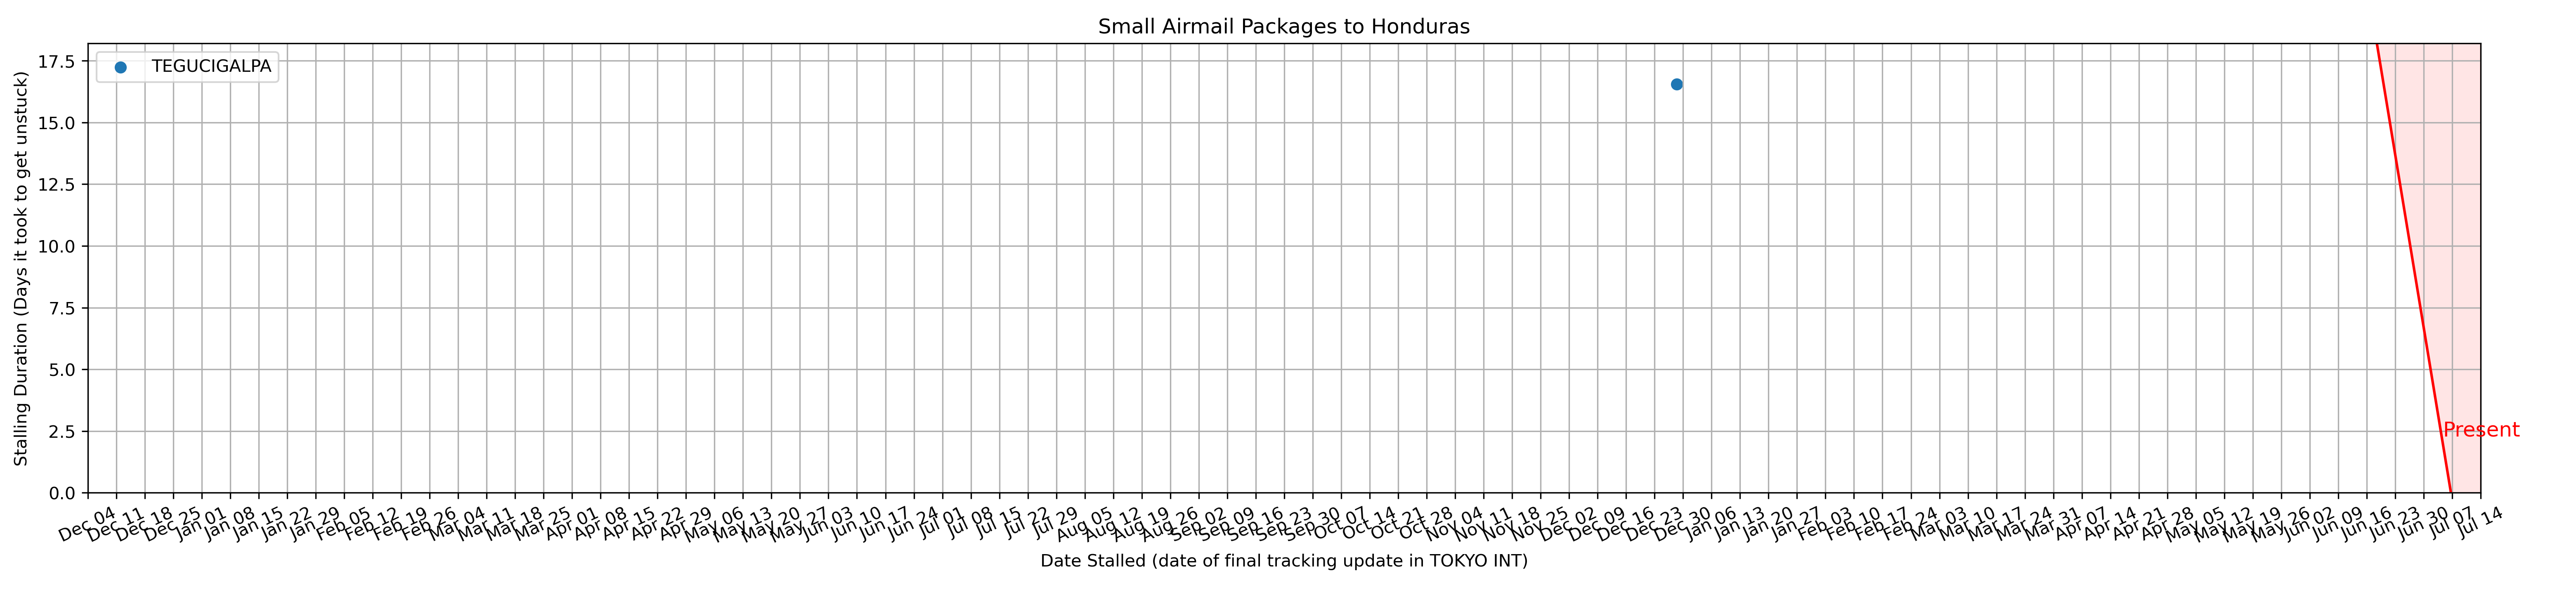 Small Airmail Packages to Honduras
TEGUCIGALPA
Stalling Duration (Days it took to get unstuck)
17.5
15.0
12.5
10.0
7.5
5.0
2.5
0.0
Present
Dec 04
Dec 11
Dec 18
Dec 25
Jan 01
Jan 08
Jan 15
Jan 22
Jan 29
Feb 05
Feb 12
Feb 19
Feb 26
Mar 04
Mar 11
Mar 18
Mar 25
Apr 01
Apr 08
Apr 15
Apr 22
Apr 29
May 06
May 13
May 20
May 27
Jun 03
Jun 10
Jun 17
Jun 24
Jul 01
Jul 08
Jul 15
Jul 22
Jul 29
Aug 05
Aug 12
Aug 19
Aug 26
Sep 02
Sep 09
Sep 16
Sep 23
Sep 30
Oct 07
Oct 14
Oct 21
Oct 28
Nov 04
Nov 11
Nov 18
Nov 25
Dec 02
Dec 09
Dec 16
Dec 23
Dec 30
Jan 06
Jan 13
Jan 20
Jan 27
Feb 03
Feb 10
Feb 17
Feb 24
Mar 03
Mar 10
Mar 17
Mar 24
Mar 31
Apr 07
Apr 14
Apr 21
Apr 28
May 05
May 12
May 19
May 26
Jun 02
Jun 09
Jun 16
Jun 23
Jun 30
Jul 07
Jul 14
Date Stalled (date of final tracking update in TOKYO INT)